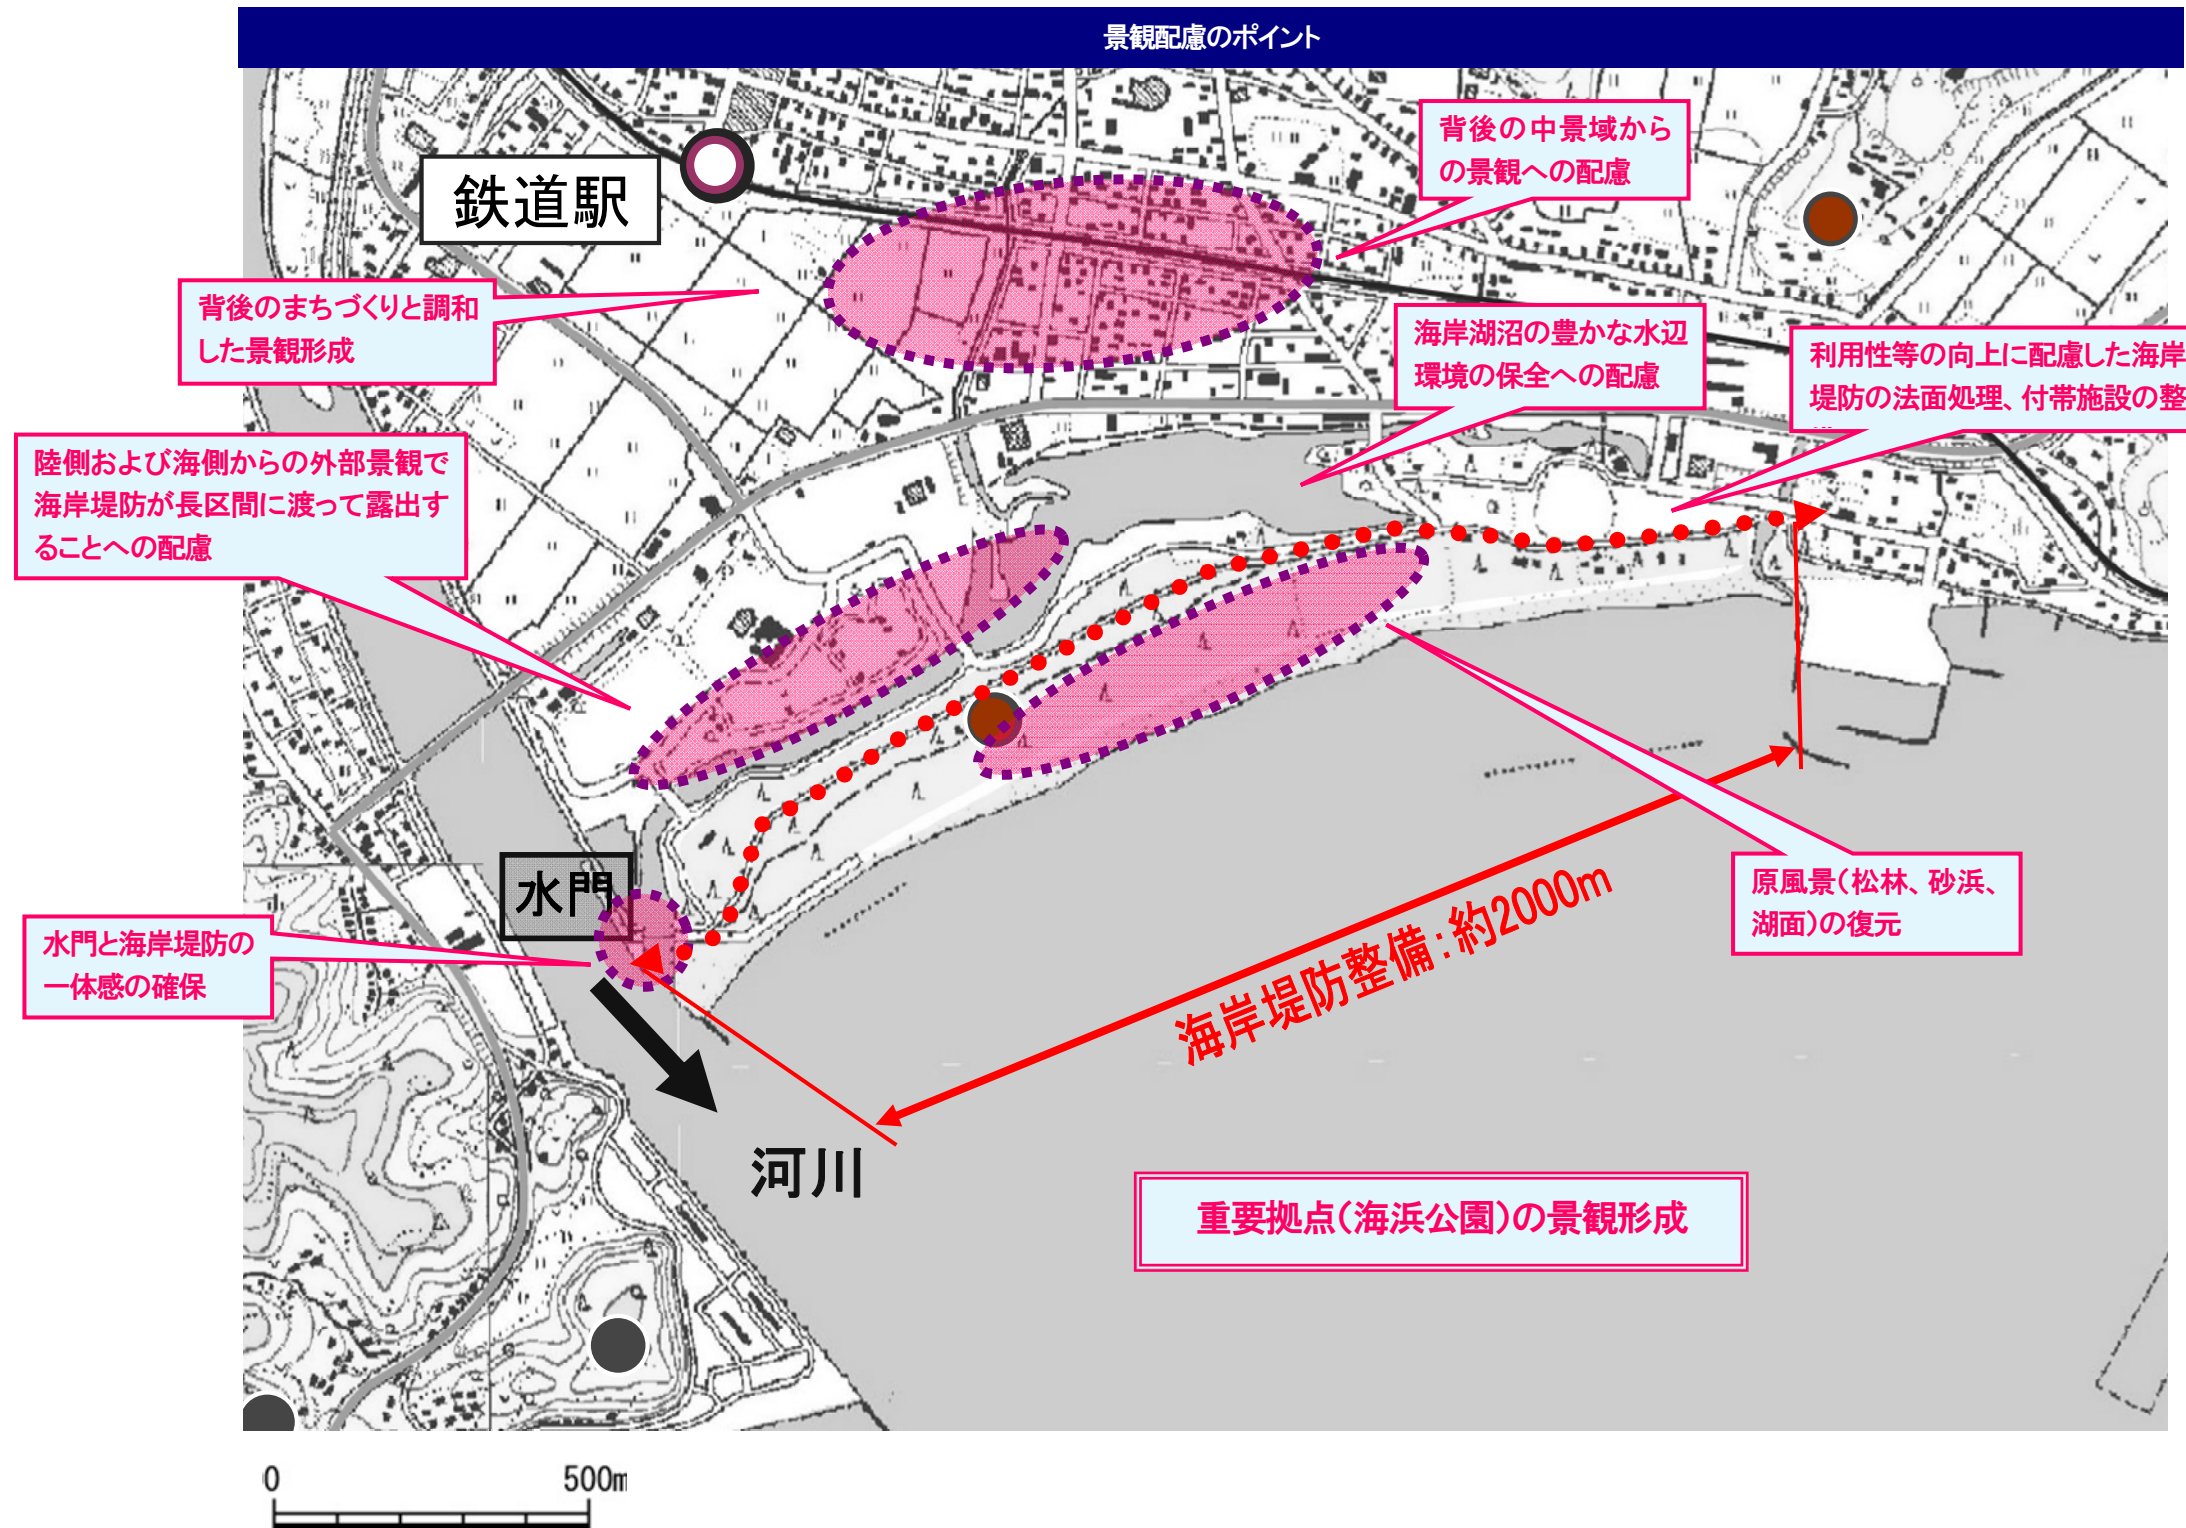 景観配慮のポイント
背後の中景域から
の景観への配慮
鉄道駅
背後のまちづくりと調和
した景観形成
海岸湖沼の豊かな水辺
環境の保全への配慮
利用性等の向上に配慮した海岸
堤防の法面処理、付帯施設の整
陸側および海側からの外部景観で
海岸堤防が長区間に渡って露出す
ることへの配慮
水門
水門と海岸堤防の
一体感の確保
原風景(松林、砂浜、
湖面)の復元
海岸堤防整備:約2000m
河川
重要拠点(海浜公園)の景観形成
0 500m